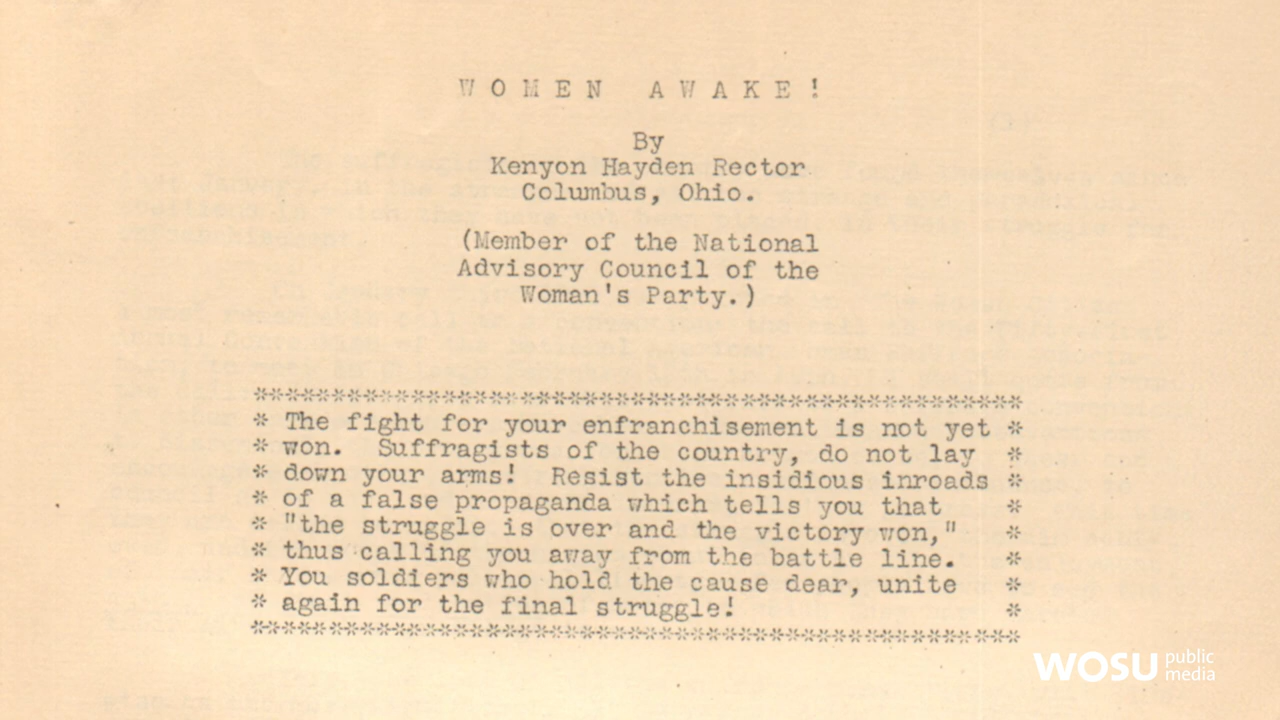 WOMEN AWAKE!
By
Kenyon Hayden Rector
Columbus, Ohio.
(Member of the National
Advisory Council of the
Woman's Party.)
******************************************************************
* The fight for your enfranchisement is not yet *
* won.  Suffragists of the country, do not lay *
* down your arms!  Resist the insidious inroads *
* of a false propaganda which tells you that *
* "the struggle is over and the victory won," *
* thus calling you away from the battle line. *
* You soldiers who hold the cause dear, unite *
* again for the final struggle! *
******************************************************************
WOSU public
media